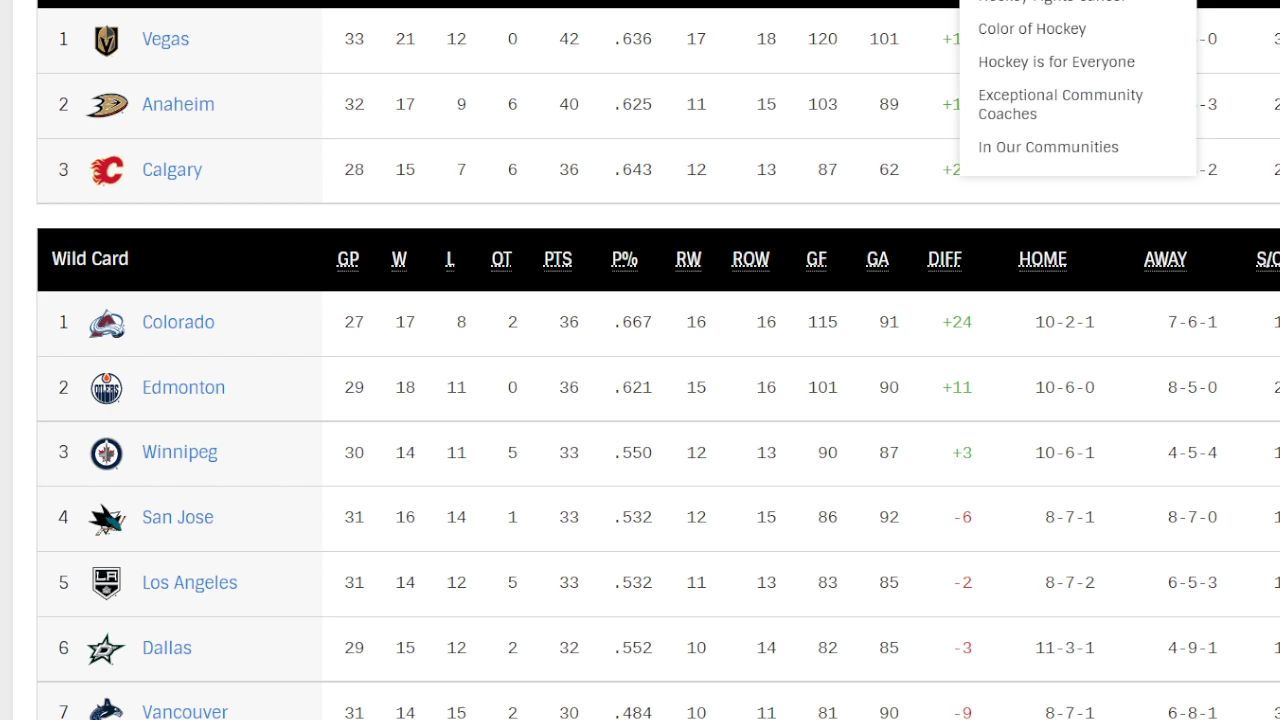 1 Vegas 33 21 12 0 42 .636 17 18 120 101
Color of Hockey
Hockey is for Everyone
2 Anaheim 32 17 9 6 40 .625 11 15 103 89
Exceptional Community
Coaches
In Our Communities
3 Calgary 28 15 7 6 36 .643 12 13 87 62
Wild Card GP W L OT PTS P% RW ROW GF GA DIFF HOME AWAY
1 Colorado 27 17 8 2 36 .667 16 16 115 91 +24 10-2-1 7-6-1
2 Edmonton 29 18 11 0 36 .621 15 16 101 90 +11 10-6-0 8-5-0
3 Winnipeg 30 14 11 5 33 .550 12 13 90 87 +3 10-6-1 4-5-4
4 San Jose 31 16 14 1 33 .532 12 15 86 92 -6 8-7-1 8-7-0
5 LA Los Angeles 31 14 12 5 33 .532 11 13 83 85 -2 8-7-2 6-5-3
6 Dallas 29 15 12 2 32 .552 10 14 82 85 -3 11-3-1 4-9-1
7 Vancouver 31 14 15 2 30 .484 10 11 81 90 -9 8-7-1 6-8-1